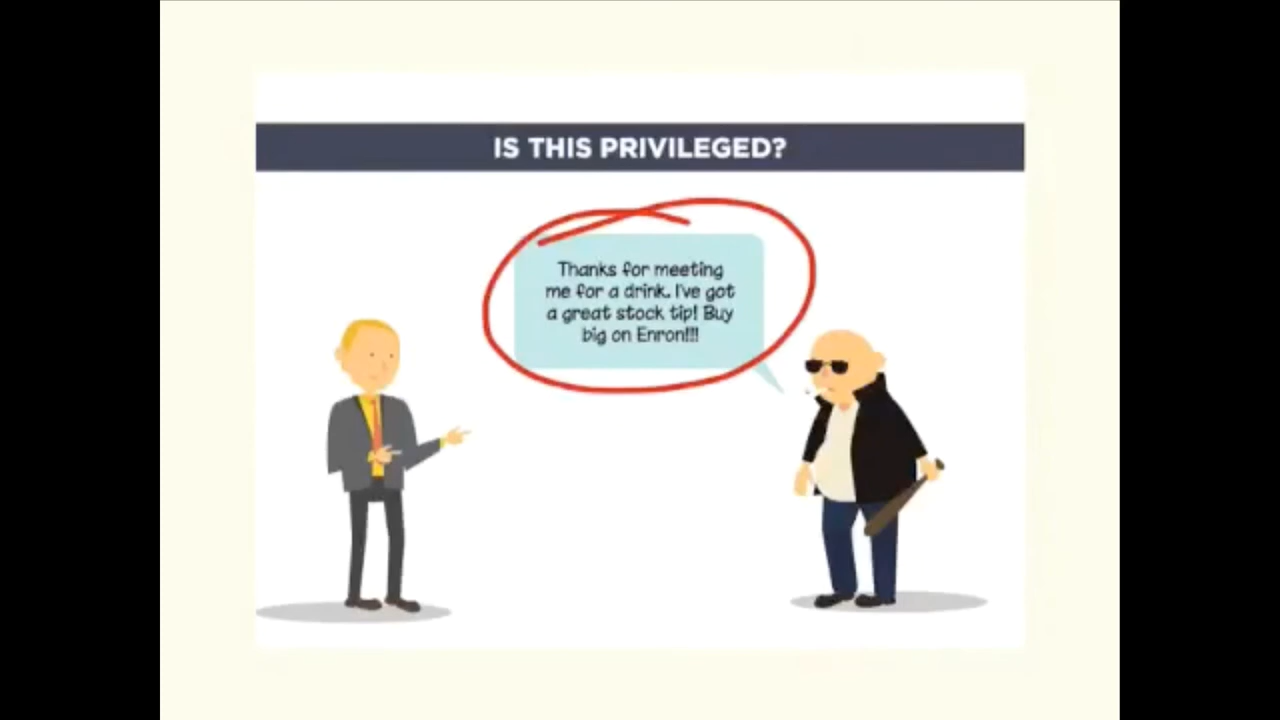 IS THIS PRIVILEGED?
Thanks for meeting
me for a drink. I've got
a great stock tip! Buy
big on Enron!!!